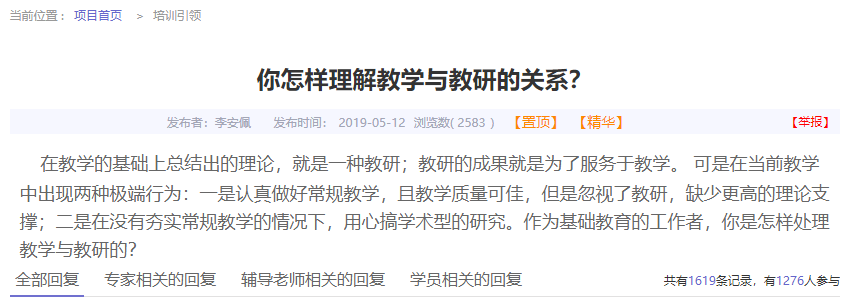 当前位置： 项目首页 > 培训引领
你怎样理解教学与教研的关系？
发布者：李安佩 发布时间： 2019-05-12 浏览数( 2583 ) 【置顶】 【精华】 【举报】
在教学的基础上总结出的理论，就是一种教研；教研的成果就是为了服务于教学。 可是在当前教学
中出现两种极端行为：一是认真做好常规教学，且教学质量可佳，但是忽视了教研，缺少更高的理论支
撑；二是在没有夯实常规教学的情况下，用心搞学术型的研究。作为基础教育的工作者，你是怎样处理
教学与教研的？
全部回复 专家相关的回复 辅导老师相关的回复 学员相关的回复 共有1619条记录，有1276人参与